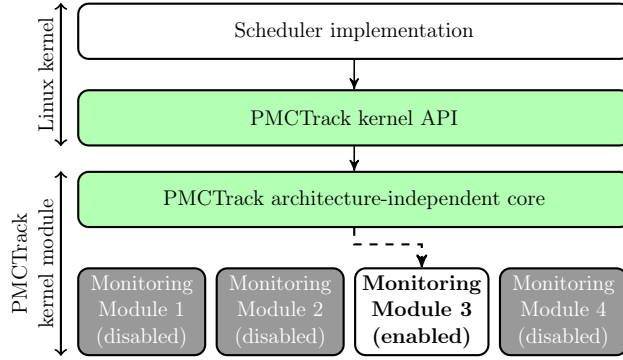 Linux kernel
Scheduler implementation
PMCTrack kernel API
PMCTrack
kernel module
PMCTrack architecture-independent core
Monitoring
Module 1
(disabled)
Monitoring
Module 2
(disabled)
Monitoring
Module 3
(enabled)
Monitoring
Module 4
(disabled)